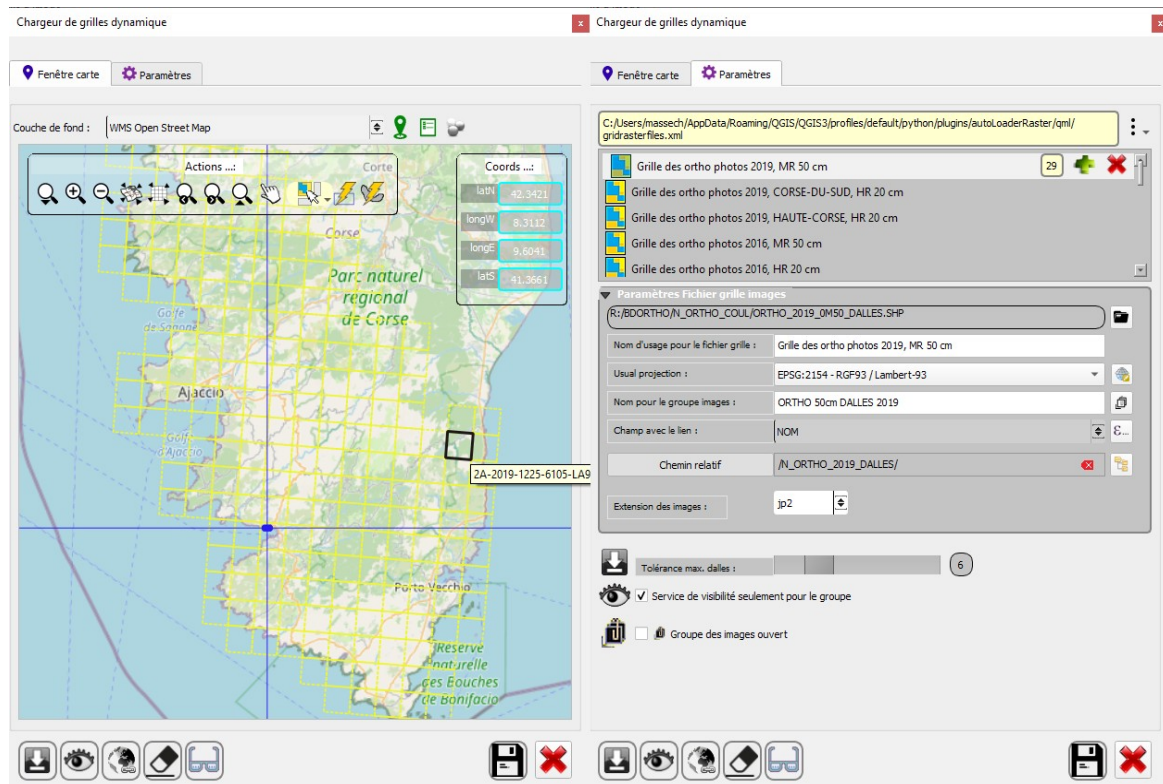 Chargeur de grilles dynamique
x
Fenêtre carte
Paramètres
Couche de fond :
WMS Open Street Map
Actions ...:
Corte
Coords ...:
latN
42.3421
longW
8.3112
longE
9.6041
latS
41.3661
Corse
Parc naturel
regional
de Corse
Golfe
de Sagone
Ajaccio
Golfe
d'Ajaccio
2A-2019-1225-6105-LA9
Porto Vecchio
Réserve
naturelle
des Bouches
de Bonifacio
Chargeur de grilles dynamique
x
Fenêtre carte
Paramètres
C:/Users/massech/AppData/Roaming/QGIS/QGIS3/profiles/default/python/plugins/autoLoaderRaster/qml/
gridrasterfiles.xml
Grille des ortho photos 2019, MR 50 cm
29
Grille des ortho photos 2019, CORSE-DU-SUD, HR 20 cm
Grille des ortho photos 2019, HAUTE-CORSE, HR 20 cm
Grille des ortho photos 2016, MR 50 cm
Grille des ortho photos 2016, HR 20 cm
Paramètres Fichier grille images
R:/BDORTHO/N_ORTHO_COUL/ORTHO_2019_0M50_DALLES.SHP
Nom d'usage pour le fichier grille :
Grille des ortho photos 2019, MR 50 cm
Usual projection :
EPSG:2154 - RGF93 / Lambert-93
Nom pour le groupe images :
ORTHO 50cm DALLES 2019
Champ avec le lien :
NOM
ε...
Chemin relatif
/N_ORTHO_2019_DALLES/
Extension des images :
jp2
Tolérance max. dalles :
6
Service de visibilité seulement pour le groupe
Groupe des images ouvert